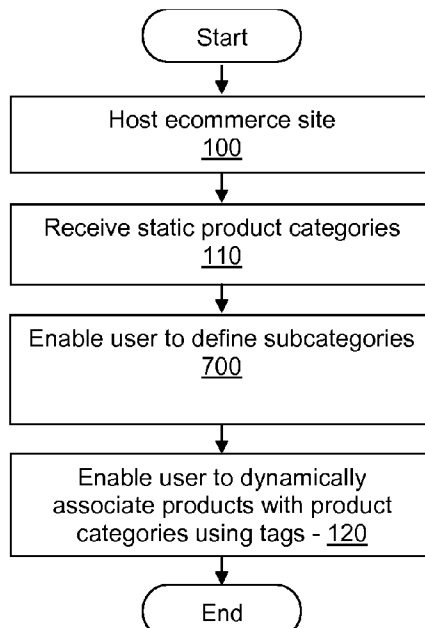 Start
Host ecommerce site
100
Receive static product categories
110
Enable user to define subcategories
700
Enable user to dynamically
associate products with product
categories using tags - 120
End